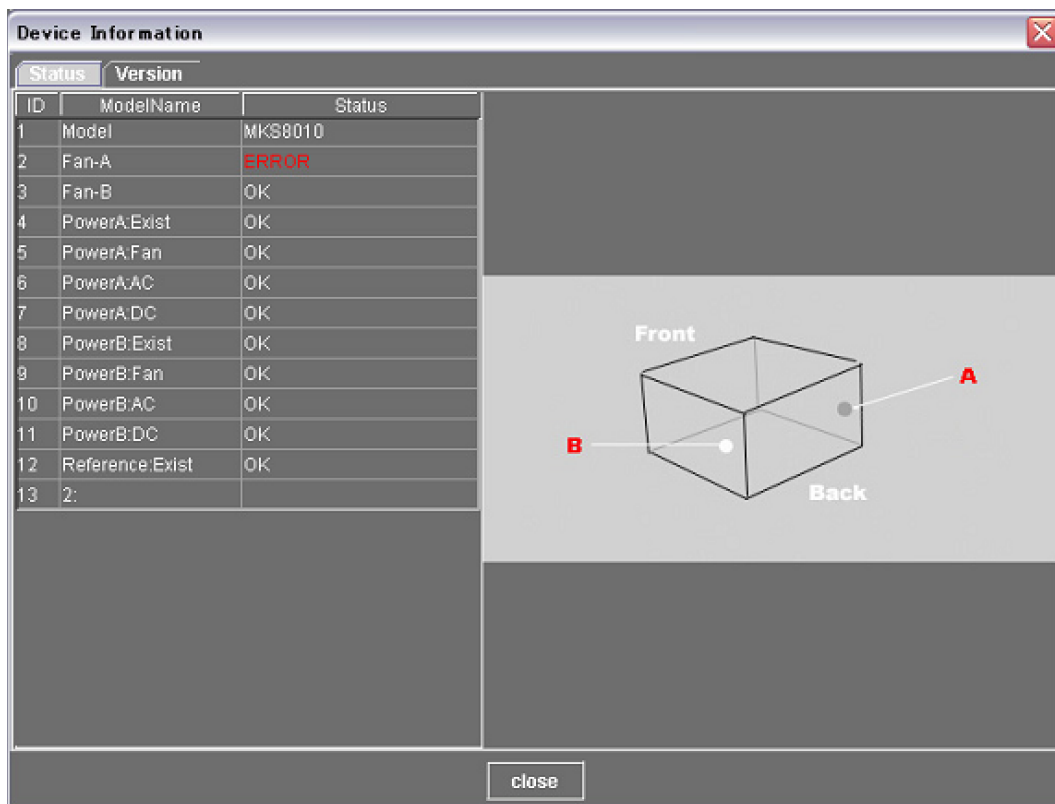 Device Information
Status Version
ID ModelName Status
1 Model MKS8010
2 Fan-A ERROR
3 Fan-B OK
4 PowerA:Exist OK
5 PowerA:Fan OK
6 PowerA:AC OK
7 PowerA:DC OK
8 PowerB:Exist OK
9 PowerB:Fan OK
10 PowerB:AC OK
11 PowerB:DC OK
12 Reference:Exist OK
13 2:
Front
A
B
Back
close